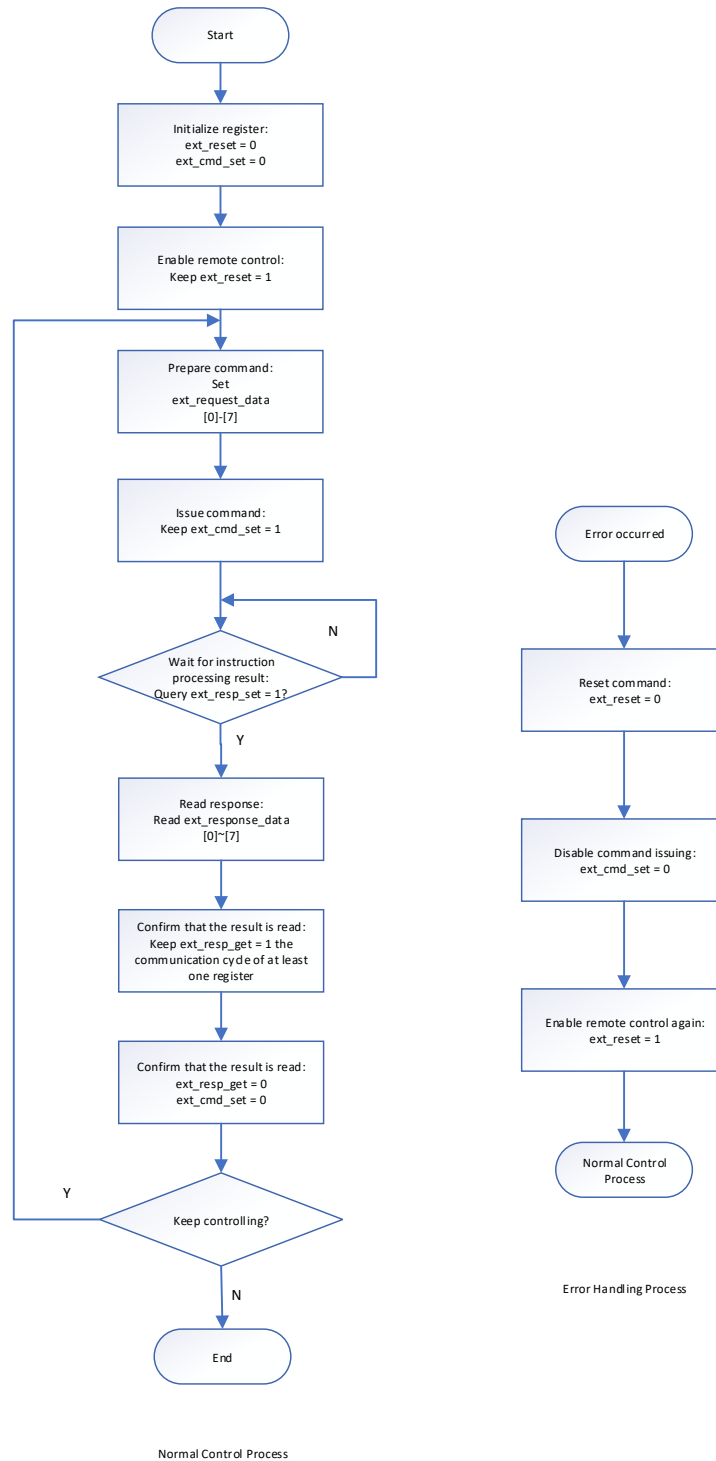 Start
Initialize register:
ext_reset = 0
ext_cmd_set = 0
Enable remote control:
Keep ext_reset = 1
Prepare command:
Set
ext_request_data
[0]-[7]
Issue command:
Keep ext_cmd_set = 1
N
Wait for instruction
processing result:
Query ext_resp_set = 1?
Y
Read response:
Read ext_response_data
[0]~[7]
Confirm that the result is read:
Keep ext_resp_get = 1 the
communication cycle of at least
one register
Confirm that the result is read:
ext_resp_get = 0
ext_cmd_set = 0
Y
Keep controlling?
N
End
Normal Control Process
Error occurred
Reset command:
ext_reset = 0
Disable command issuing:
ext_cmd_set = 0
Enable remote control again:
ext_reset = 1
Normal Control
Process
Error Handling Process